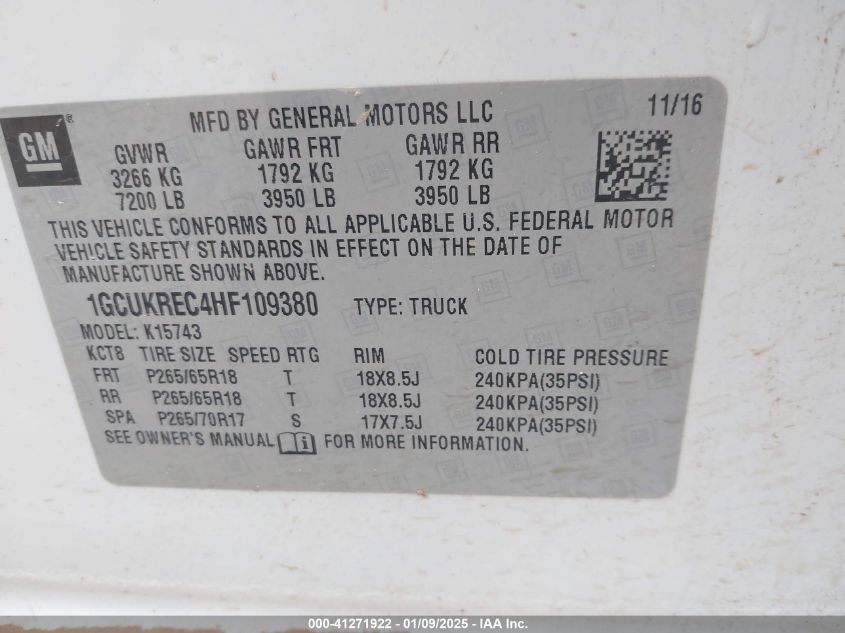 MFD BY GENERAL MOTORS LLC 11/16
GM®
GVWR GAWR FRT GAWR RR
3266 KG 1792 KG 1792 KG
7200 LB 3950 LB 3950 LB
THIS VEHICLE CONFORMS TO ALL APPLICABLE U.S. FEDERAL MOTOR
VEHICLE SAFETY STANDARDS IN EFFECT ON THE DATE OF
MANUFACTURE SHOWN ABOVE.
1GCUKREC4HF109380 TYPE: TRUCK
MODEL: K15743
KCT8 TIRE SIZE SPEED RTG RIM COLD TIRE PRESSURE
FRT P265/65R18 T 18X8.5J 240KPA(35PSI)
RR P265/65R18 T 18X8.5J 240KPA(35PSI)
SPA P265/70R17 S 17X7.5J 240KPA(35PSI)
SEE OWNER'S MANUAL i FOR MORE INFORMATION.
000-41271922 - 01/09/2025 - IAA Inc.